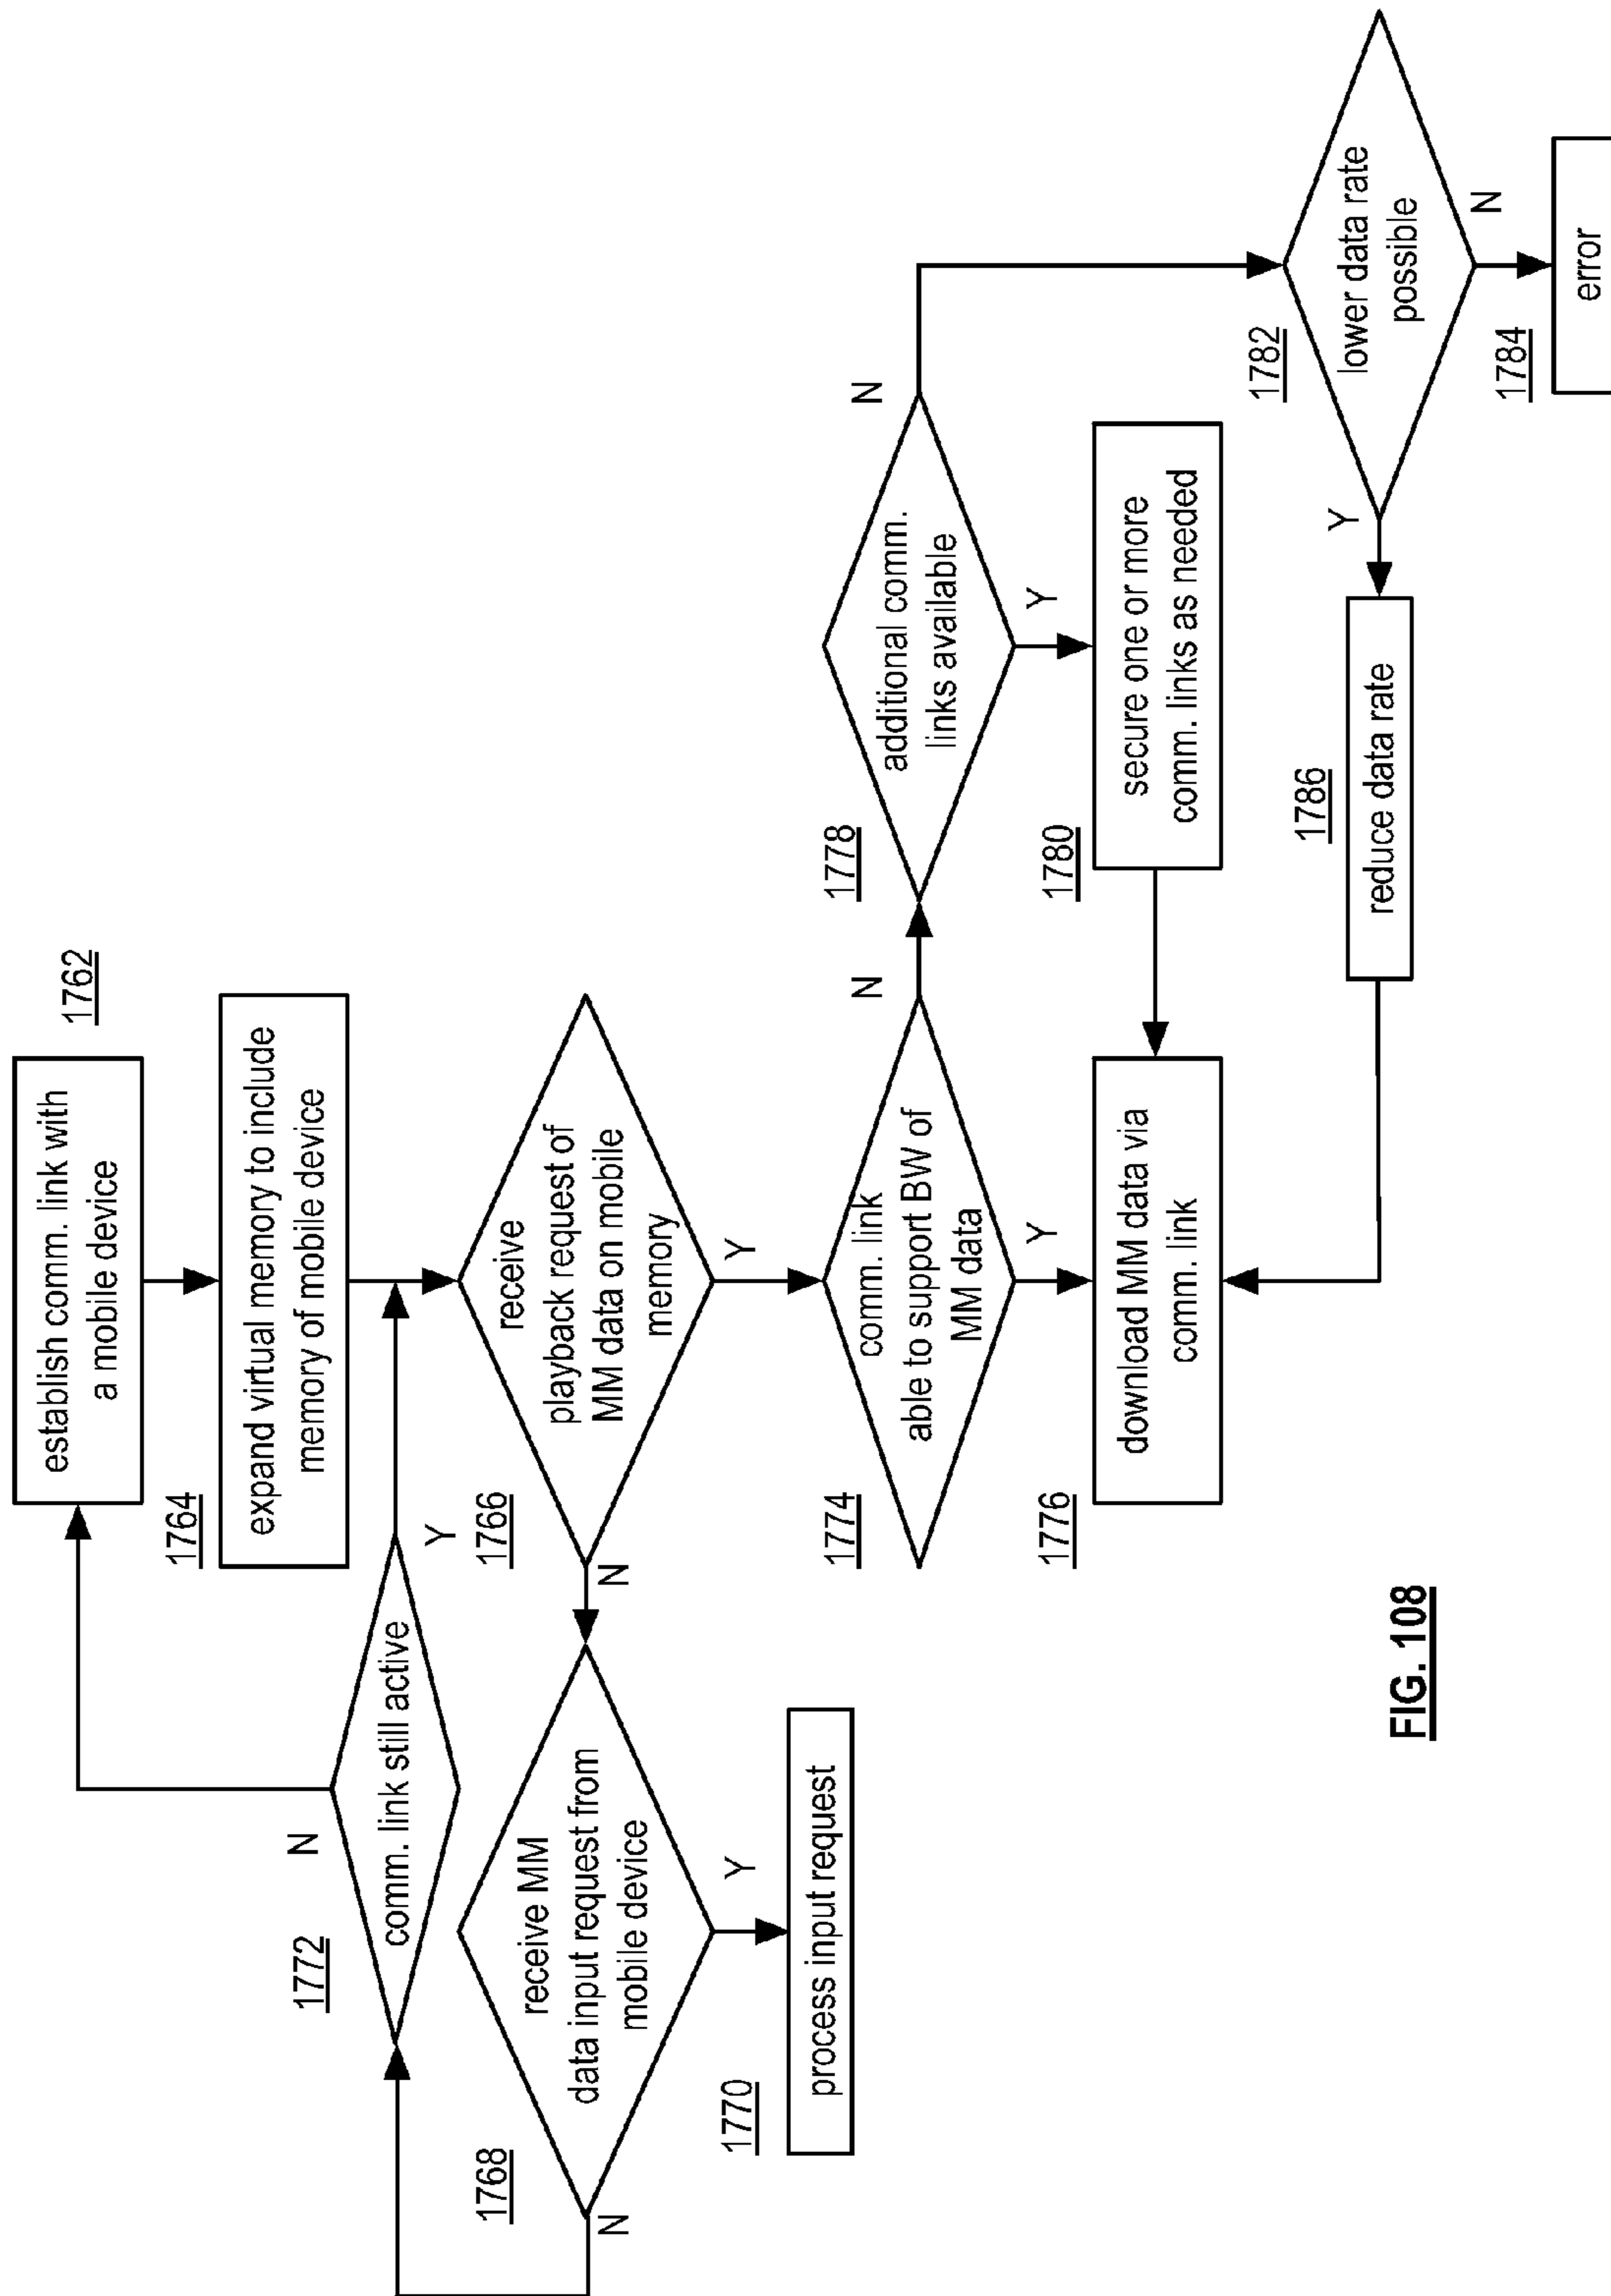 1762
establish comm. link with
a mobile device
1764
expand virtual memory to include
memory of mobile device
N
1772
comm. link still active
Y
1766
receive
playback request of
MM data on mobile
memory
N
Y
1768
receive MM
data input request from
mobile device
N
Y
1770
process input request
1774
comm. link
able to support BW of
MM data
N
Y
1776
download MM data via
comm. link
1778
additional comm.
links available
N
Y
1780
secure one or more
comm. links as needed
1782
lower data rate
possible
Y
N
1784
error
1786
reduce data rate
FIG. 108